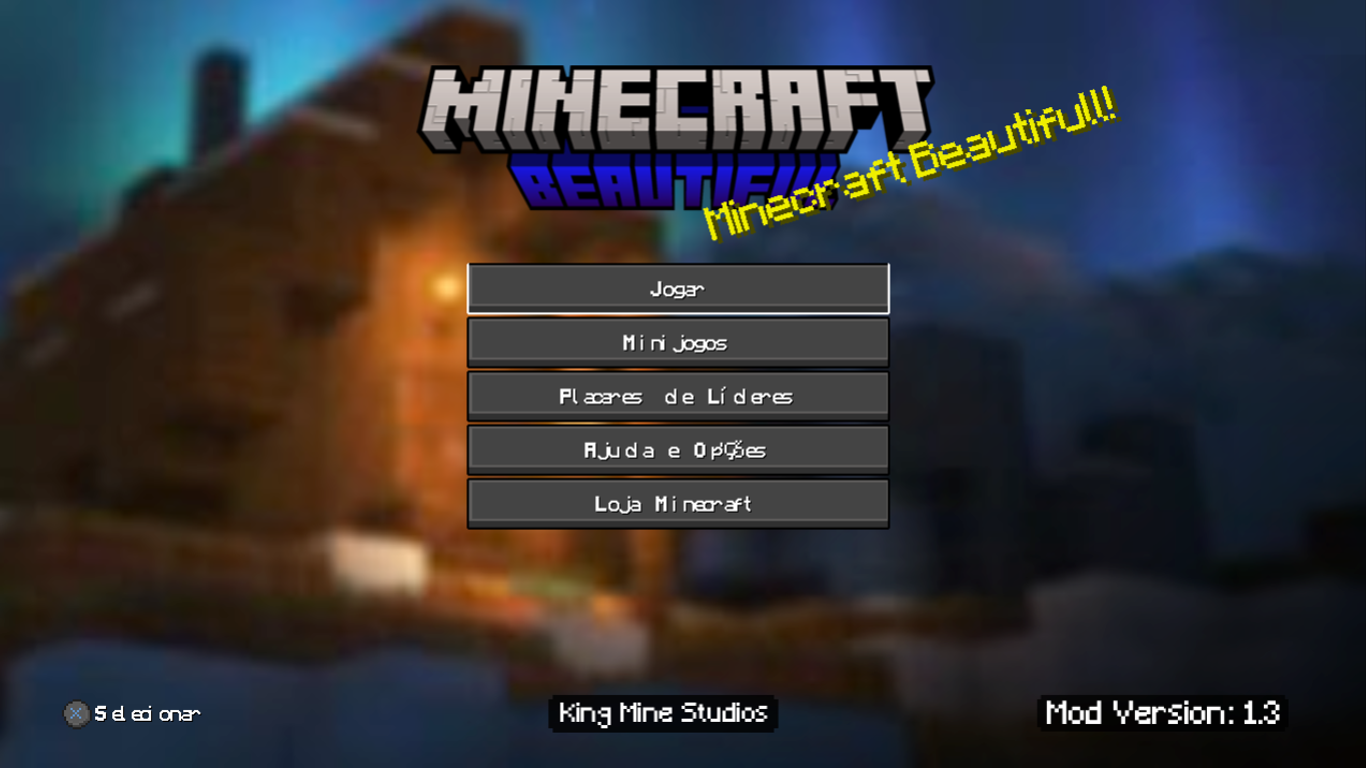 MINECRAFT
BEAUTIFUL
Minecraft Beautiful!!
Jogar
Minijogos
Placares de Líderes
Ajuda e Opções
Loja Minecraft
Selecionar
King Mine Studios
Mod Version: 1.3